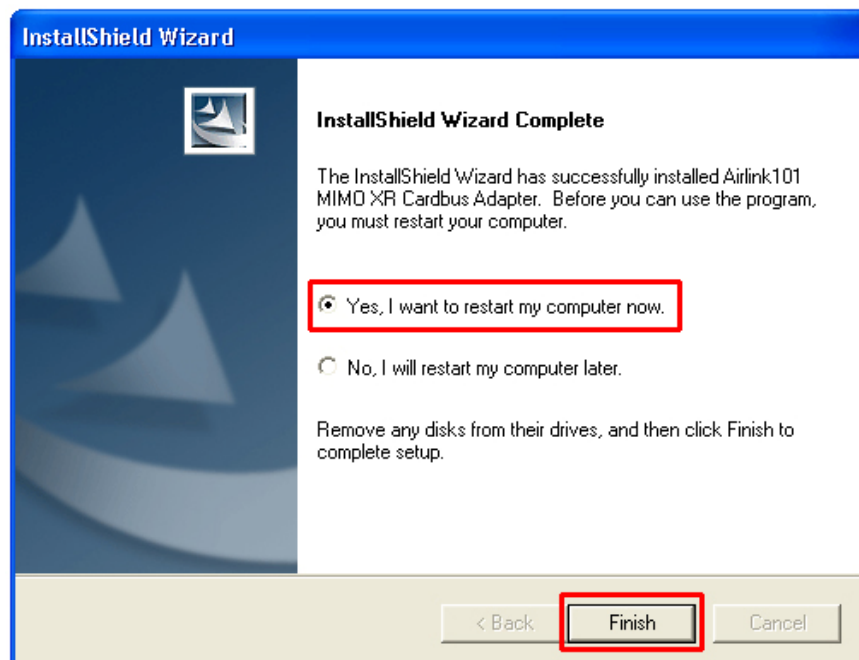 InstallShield Wizard
InstallShield Wizard Complete
The InstallShield Wizard has successfully installed Airlink101
MIMO XR Cardbus Adapter.  Before you can use the program,
you must restart your computer.
Yes, I want to restart my computer now.
No, I will restart my computer later.
Remove any disks from their drives, and then click Finish to
complete setup.
< Back Finish Cancel